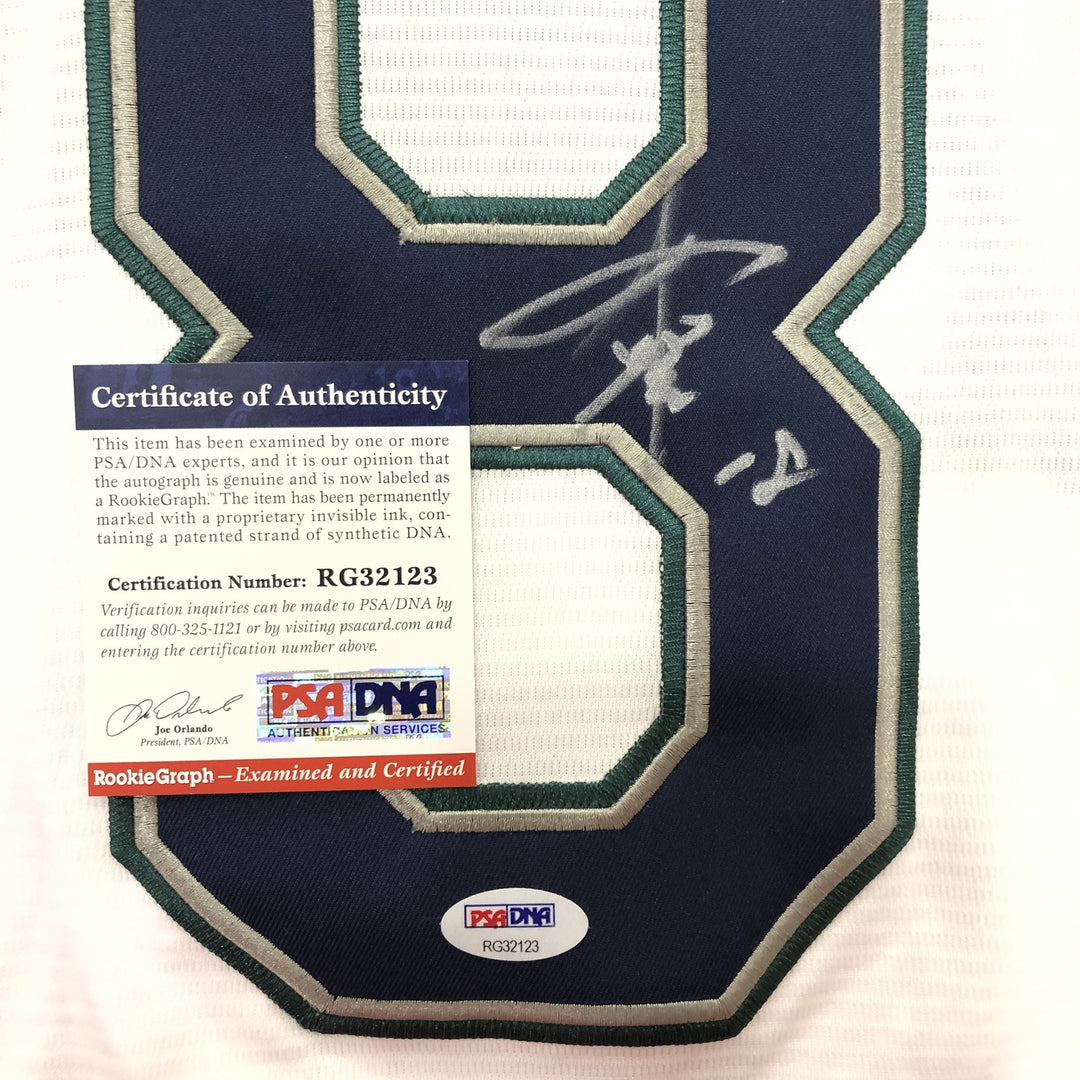 8
18
Certificate of Authenticity
This item has been examined by one or more
PSA/DNA experts, and it is our opinion that
the autograph is genuine and is now labeled as
a RookieGraph.™ The item has been permanently
marked with a proprietary invisible ink, con-
taining a patented strand of synthetic DNA.
Certification Number: RG32123
Verification inquiries can be made to PSA/DNA by
calling 800-325-1121 or by visiting psacard.com and
entering the certification number above.
Joe Orlando
President, PSA/DNA
PSA DNA
AUTHENTICATION SERVICES
RookieGraph—Examined and Certified
PSA DNA
RG32123